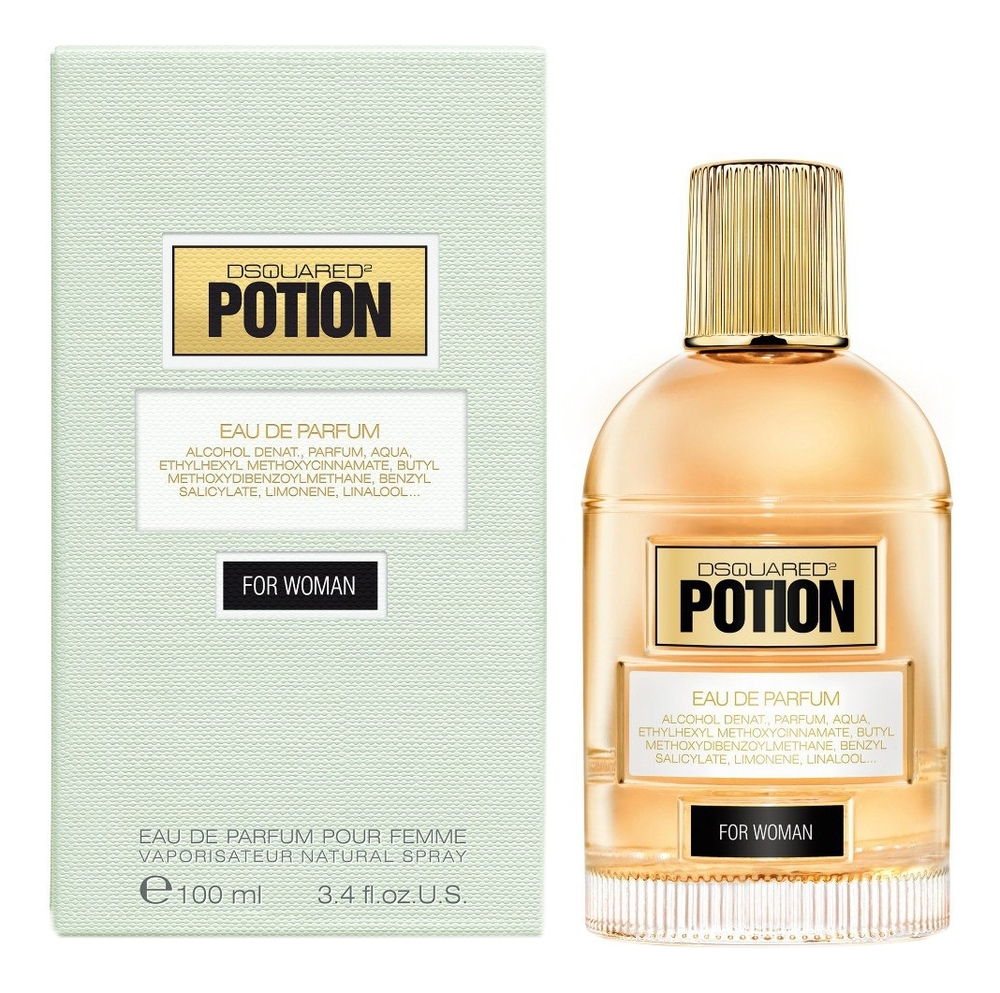 DSQUARED²
POTION
EAU DE PARFUM
ALCOHOL DENAT., PARFUM, AQUA,
ETHYLHEXYL METHOXYCINNAMATE, BUTYL
METHOXYDIBENZOYLMETHANE, BENZYL
SALICYLATE, LIMONENE, LINALOOL...
FOR WOMAN
EAU DE PARFUM POUR FEMME
VAPORISATEUR NATURAL SPRAY
℮ 100 ml 3.4 fl.oz.U.S.
DSQUARED²
POTION
EAU DE PARFUM
ALCOHOL DENAT., PARFUM, AQUA,
ETHYLHEXYL METHOXYCINNAMATE, BUTYL
METHOXYDIBENZOYLMETHANE, BENZYL
SALICYLATE, LIMONENE, LINALOOL...
FOR WOMAN